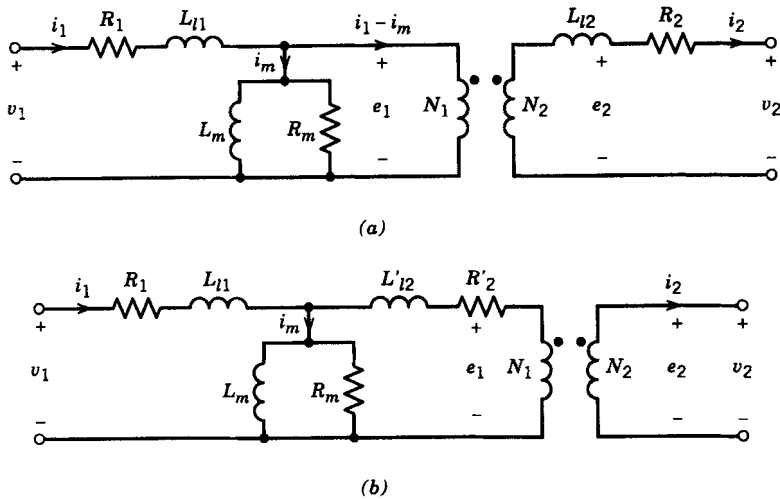 i1 R1 Ll1 i1 – im Ll2 R2 i2
+ im + + +
v1 Lm Rm e1 N1 N2 e2 v2
– – – –
(a)
i1 R1 Ll1 L'l2 R'2 i2
+ im + + +
v1 Lm Rm e1 N1 N2 e2 v2
– – – –
(b)